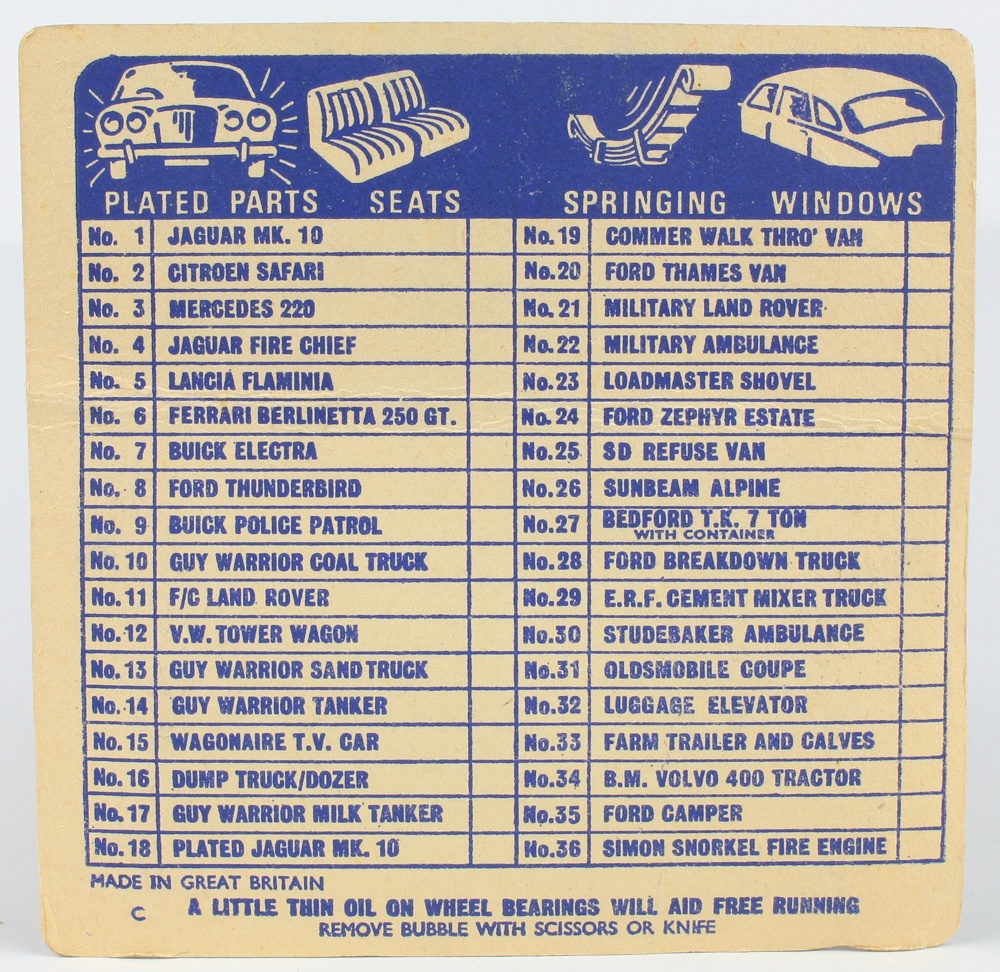 PLATED PARTS SEATS SPRINGING WINDOWS
No. 1 JAGUAR MK. 10
No. 2 CITROEN SAFARI
No. 3 MERCEDES 220
No. 4 JAGUAR FIRE CHIEF
No. 5 LANCIA FLAMINIA
No. 6 FERRARI BERLINETTA 250 GT.
No. 7 BUICK ELECTRA
No. 8 FORD THUNDERBIRD
No. 9 BUICK POLICE PATROL
No. 10 GUY WARRIOR COAL TRUCK
No. 11 F/C LAND ROVER
No. 12 V.W. TOWER WAGON
No. 13 GUY WARRIOR SAND TRUCK
No. 14 GUY WARRIOR TANKER
No. 15 WAGONAIRE T.V. CAR
No. 16 DUMP TRUCK/DOZER
No. 17 GUY WARRIOR MILK TANKER
No. 18 PLATED JAGUAR MK. 10
No. 19 COMMER WALK THRO' VAN
No. 20 FORD THAMES VAN
No. 21 MILITARY LAND ROVER
No. 22 MILITARY AMBULANCE
No. 23 LOADMASTER SHOVEL
No. 24 FORD ZEPHYR ESTATE
No. 25 SD REFUSE VAN
No. 26 SUNBEAM ALPINE
No. 27 BEDFORD T.K. 7 TON
WITH CONTAINER
No. 28 FORD BREAKDOWN TRUCK
No. 29 E.R.F. CEMENT MIXER TRUCK
No. 30 STUDEBAKER AMBULANCE
No. 31 OLDSMOBILE COUPE
No. 32 LUGGAGE ELEVATOR
No. 33 FARM TRAILER AND CALVES
No. 34 B.M. VOLVO 400 TRACTOR
No. 35 FORD CAMPER
No. 36 SIMON SNORKEL FIRE ENGINE
MADE IN GREAT BRITAIN
C A LITTLE THIN OIL ON WHEEL BEARINGS WILL AID FREE RUNNING
REMOVE BUBBLE WITH SCISSORS OR KNIFE